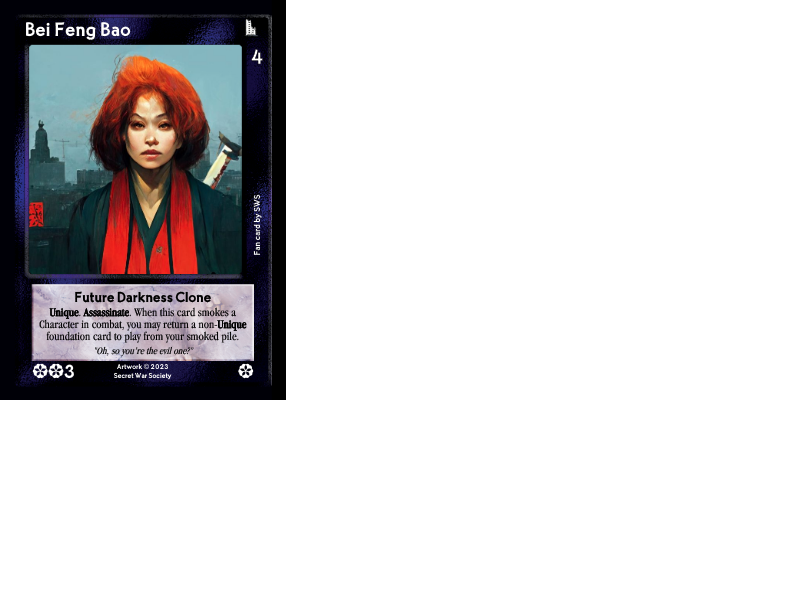 Bei Feng Bao
4
Fan card by SWS
Future Darkness Clone
Unique. Assassinate. When this card smokes a
Character in combat, you may return a non-Unique
foundation card to play from your smoked pile.
"Oh, so you're the evil one?"
3
Artwork © 2023
Secret War Society